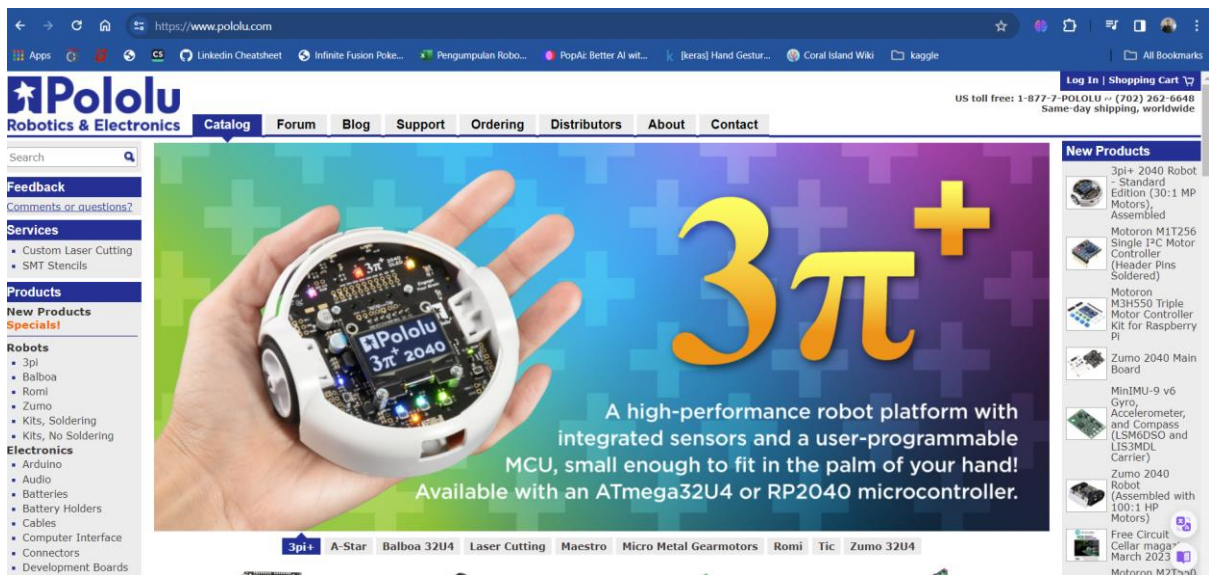 https://www.pololu.com
Apps
CS
Linkedin Cheatsheet
Infinite Fusion Poke...
Pengumpulan Robo...
PopAi: Better AI wit...
[keras] Hand Gestur...
Coral Island Wiki
kaggle
All Bookmarks
Pololu
Robotics & Electronics
Catalog
Forum
Blog
Support
Ordering
Distributors
About
Contact
Log In | Shopping Cart
US toll free: 1-877-7-POLOLU ~ (702) 262-6648
Same-day shipping, worldwide
Search
Feedback
Comments or questions?
Services
Custom Laser Cutting
SMT Stencils
Products
New Products
Specials!
Robots
3pi
Balboa
Romi
Zumo
Kits, Soldering
Kits, No Soldering
Electronics
Arduino
Audio
Batteries
Battery Holders
Cables
Computer Interface
Connectors
Development Boards
3π+ 2040
Pololu
3π+ 2040
3π+
A high-performance robot platform with
integrated sensors and a user-programmable
MCU, small enough to fit in the palm of your hand!
Available with an ATmega32U4 or RP2040 microcontroller.
3pi+
A-Star
Balboa 32U4
Laser Cutting
Maestro
Micro Metal Gearmotors
Romi
Tic
Zumo 32U4
New Products
3pi+ 2040 Robot
- Standard
Edition (30:1 MP
Motors),
Assembled
Motoron M1T256
Single I²C Motor
Controller
(Header Pins
Soldered)
Motoron
M3H550 Triple
Motor Controller
Kit for Raspberry
Pi
Zumo 2040 Main
Board
MinIMU-9 v6
Gyro,
Accelerometer,
and Compass
(LSM6DSO and
LIS3MDL
Carrier)
Zumo 2040
Robot
(Assembled with
100:1 HP
Motors)
Free Circuit
Cellar
March 2023
Motoron M2T550